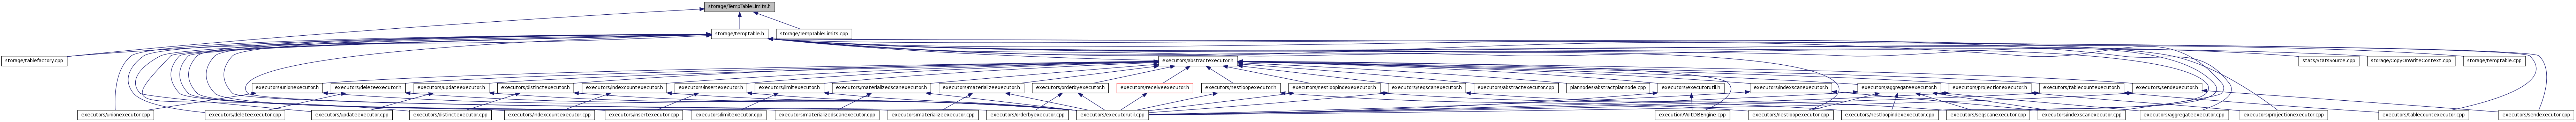 storage/TempTableLimits.h
storage/temptable.h
storage/TempTableLimits.cpp
storage/tablefactory.cpp
executors/abstractexecutor.h
stats/StatsSource.cpp
storage/CopyOnWriteContext.cpp
storage/temptable.cpp
executors/unionexecutor.h
executors/deleteexecutor.h
executors/updateexecutor.h
executors/distinctexecutor.h
executors/indexcountexecutor.h
executors/insertexecutor.h
executors/limitexecutor.h
executors/materializedscanexecutor.h
executors/materializeexecutor.h
executors/orderbyexecutor.h
executors/receiveexecutor.h
executors/nestloopexecutor.h
executors/nestloopindexexecutor.h
executors/seqscanexecutor.h
executors/abstractexecutor.cpp
plannodes/abstractplannode.cpp
executors/executorutil.h
executors/indexscanexecutor.h
executors/aggregateexecutor.h
executors/projectionexecutor.h
executors/tablecountexecutor.h
executors/sendexecutor.h
executors/unionexecutor.cpp
executors/deleteexecutor.cpp
executors/updateexecutor.cpp
executors/distinctexecutor.cpp
executors/indexcountexecutor.cpp
executors/insertexecutor.cpp
executors/limitexecutor.cpp
executors/materializedscanexecutor.cpp
executors/materializeexecutor.cpp
executors/orderbyexecutor.cpp
executors/executorutil.cpp
execution/VoltDBEngine.cpp
executors/nestloopexecutor.cpp
executors/nestloopindexexecutor.cpp
executors/seqscanexecutor.cpp
executors/indexscanexecutor.cpp
executors/aggregateexecutor.cpp
executors/projectionexecutor.cpp
executors/tablecountexecutor.cpp
executors/sendexecutor.cpp